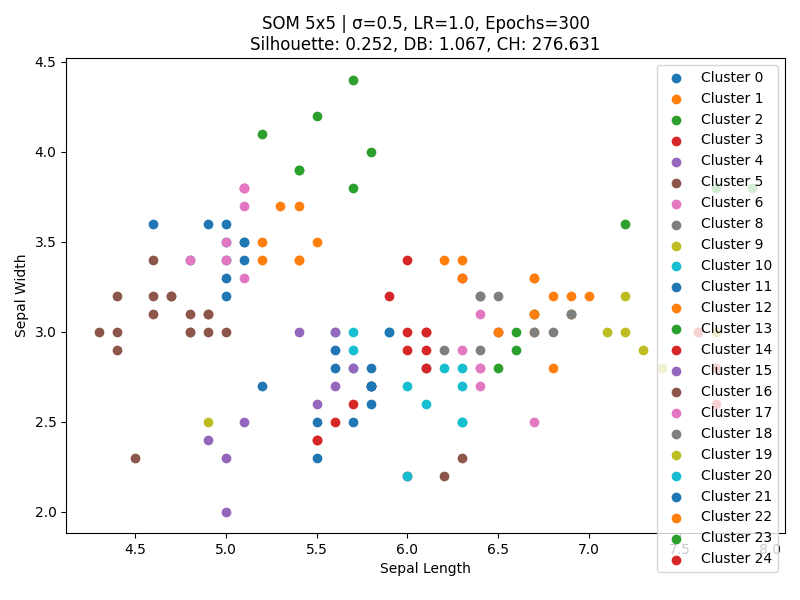 SOM 5x5 | σ=0.5, LR=1.0, Epochs=300
Silhouette: 0.252, DB: 1.067, CH: 276.631
4.5
4.0
3.5
3.0
2.5
2.0
Sepal Width
4.5 5.0 5.5 6.0 6.5 7.0 7.5 8.0
Sepal Length
Cluster 0
Cluster 1
Cluster 2
Cluster 3
Cluster 4
Cluster 5
Cluster 6
Cluster 8
Cluster 9
Cluster 10
Cluster 11
Cluster 12
Cluster 13
Cluster 14
Cluster 15
Cluster 16
Cluster 17
Cluster 18
Cluster 19
Cluster 20
Cluster 21
Cluster 22
Cluster 23
Cluster 24